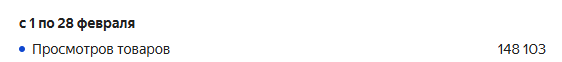 с 1 по 28 февраля
Просмотров товаров 148 103